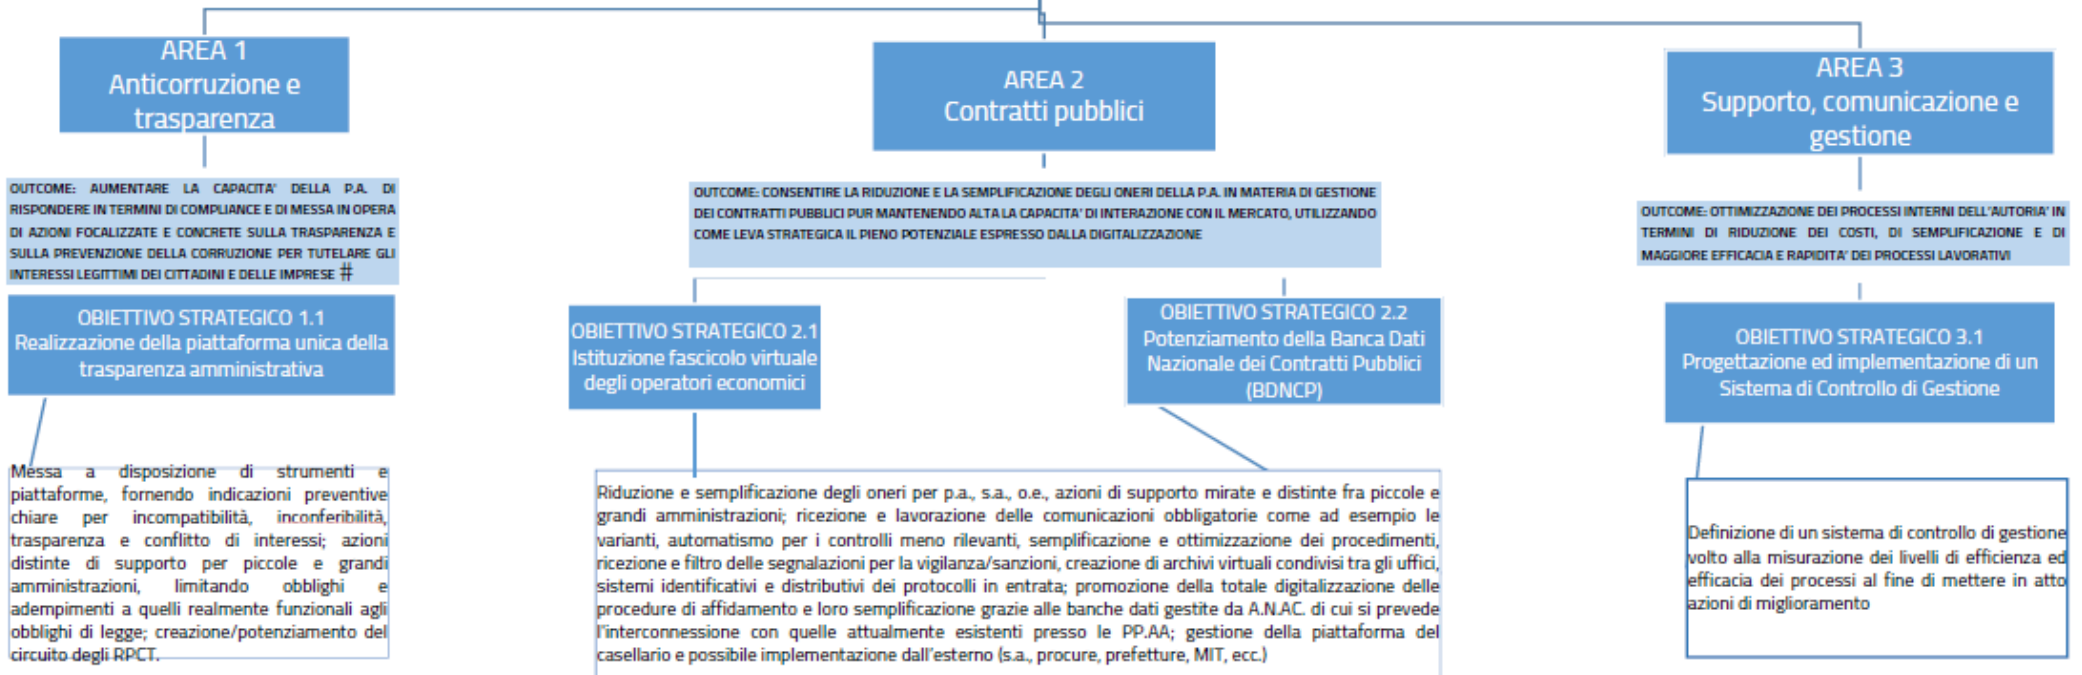 AREA 1
Anticorruzione e
trasparenza
OUTCOME: AUMENTARE LA CAPACITA' DELLA P.A. DI
RISPONDERE IN TERMINI DI COMPLIANCE E DI MESSA IN OPERA
DI AZIONI FOCALIZZATE E CONCRETE SULLA TRASPARENZA E
SULLA PREVENZIONE DELLA CORRUZIONE PER TUTELARE GLI
INTERESSI LEGITTIMI DEI CITTADINI E DELLE IMPRESE #
OBIETTIVO STRATEGICO 1.1
Realizzazione della piattaforma unica della
trasparenza amministrativa
Messa a disposizione di strumenti e
piattaforme, fornendo indicazioni preventive
chiare per incompatibilità, inconferibilità,
trasparenza e conflitto di interessi; azioni
distinte di supporto per piccole e grandi
amministrazioni, limitando obblighi e
adempimenti a quelli realmente funzionali agli
obblighi di legge; creazione/potenziamento del
circuito degli RPCT.
AREA 2
Contratti pubblici
OUTCOME: CONSENTIRE LA RIDUZIONE E LA SEMPLIFICAZIONE DEGLI ONERI DELLA P.A. IN MATERIA DI GESTIONE
DEI CONTRATTI PUBBLICI PUR MANTENENDO ALTA LA CAPACITA' DI INTERAZIONE CON IL MERCATO, UTILIZZANDO
COME LEVA STRATEGICA IL PIENO POTENZIALE ESPRESSO DALLA DIGITALIZZAZIONE
OBIETTIVO STRATEGICO 2.1
Istituzione fascicolo virtuale
degli operatori economici
OBIETTIVO STRATEGICO 2.2
Potenziamento della Banca Dati
Nazionale dei Contratti Pubblici
(BDNCP)
Riduzione e semplificazione degli oneri per p.a., s.a., o.e., azioni di supporto mirate e distinte fra piccole e
grandi amministrazioni; ricezione e lavorazione delle comunicazioni obbligatorie come ad esempio le
varianti, automatismo per i controlli meno rilevanti, semplificazione e ottimizzazione dei procedimenti,
ricezione e filtro delle segnalazioni per la vigilanza/sanzioni, creazione di archivi virtuali condivisi tra gli uffici,
sistemi identificativi e distributivi dei protocolli in entrata; promozione della totale digitalizzazione delle
procedure di affidamento e loro semplificazione grazie alle banche dati gestite da A.N.AC. di cui si prevede
l'interconnessione con quelle attualmente esistenti presso le PP.AA; gestione della piattaforma del
casellario e possibile implementazione dall'esterno (s.a., procure, prefetture, MIT, ecc.)
AREA 3
Supporto, comunicazione e
gestione
OUTCOME: OTTIMIZZAZIONE DEI PROCESSI INTERNI DELL'AUTORIA' IN
TERMINI DI RIDUZIONE DEI COSTI, DI SEMPLIFICAZIONE E DI
MAGGIORE EFFICACIA E RAPIDITA' DEI PROCESSI LAVORATIVI
OBIETTIVO STRATEGICO 3.1
Progettazione ed implementazione di un
Sistema di Controllo di Gestione
Definizione di un sistema di controllo di gestione
volto alla misurazione dei livelli di efficienza ed
efficacia dei processi al fine di mettere in atto
azioni di miglioramento